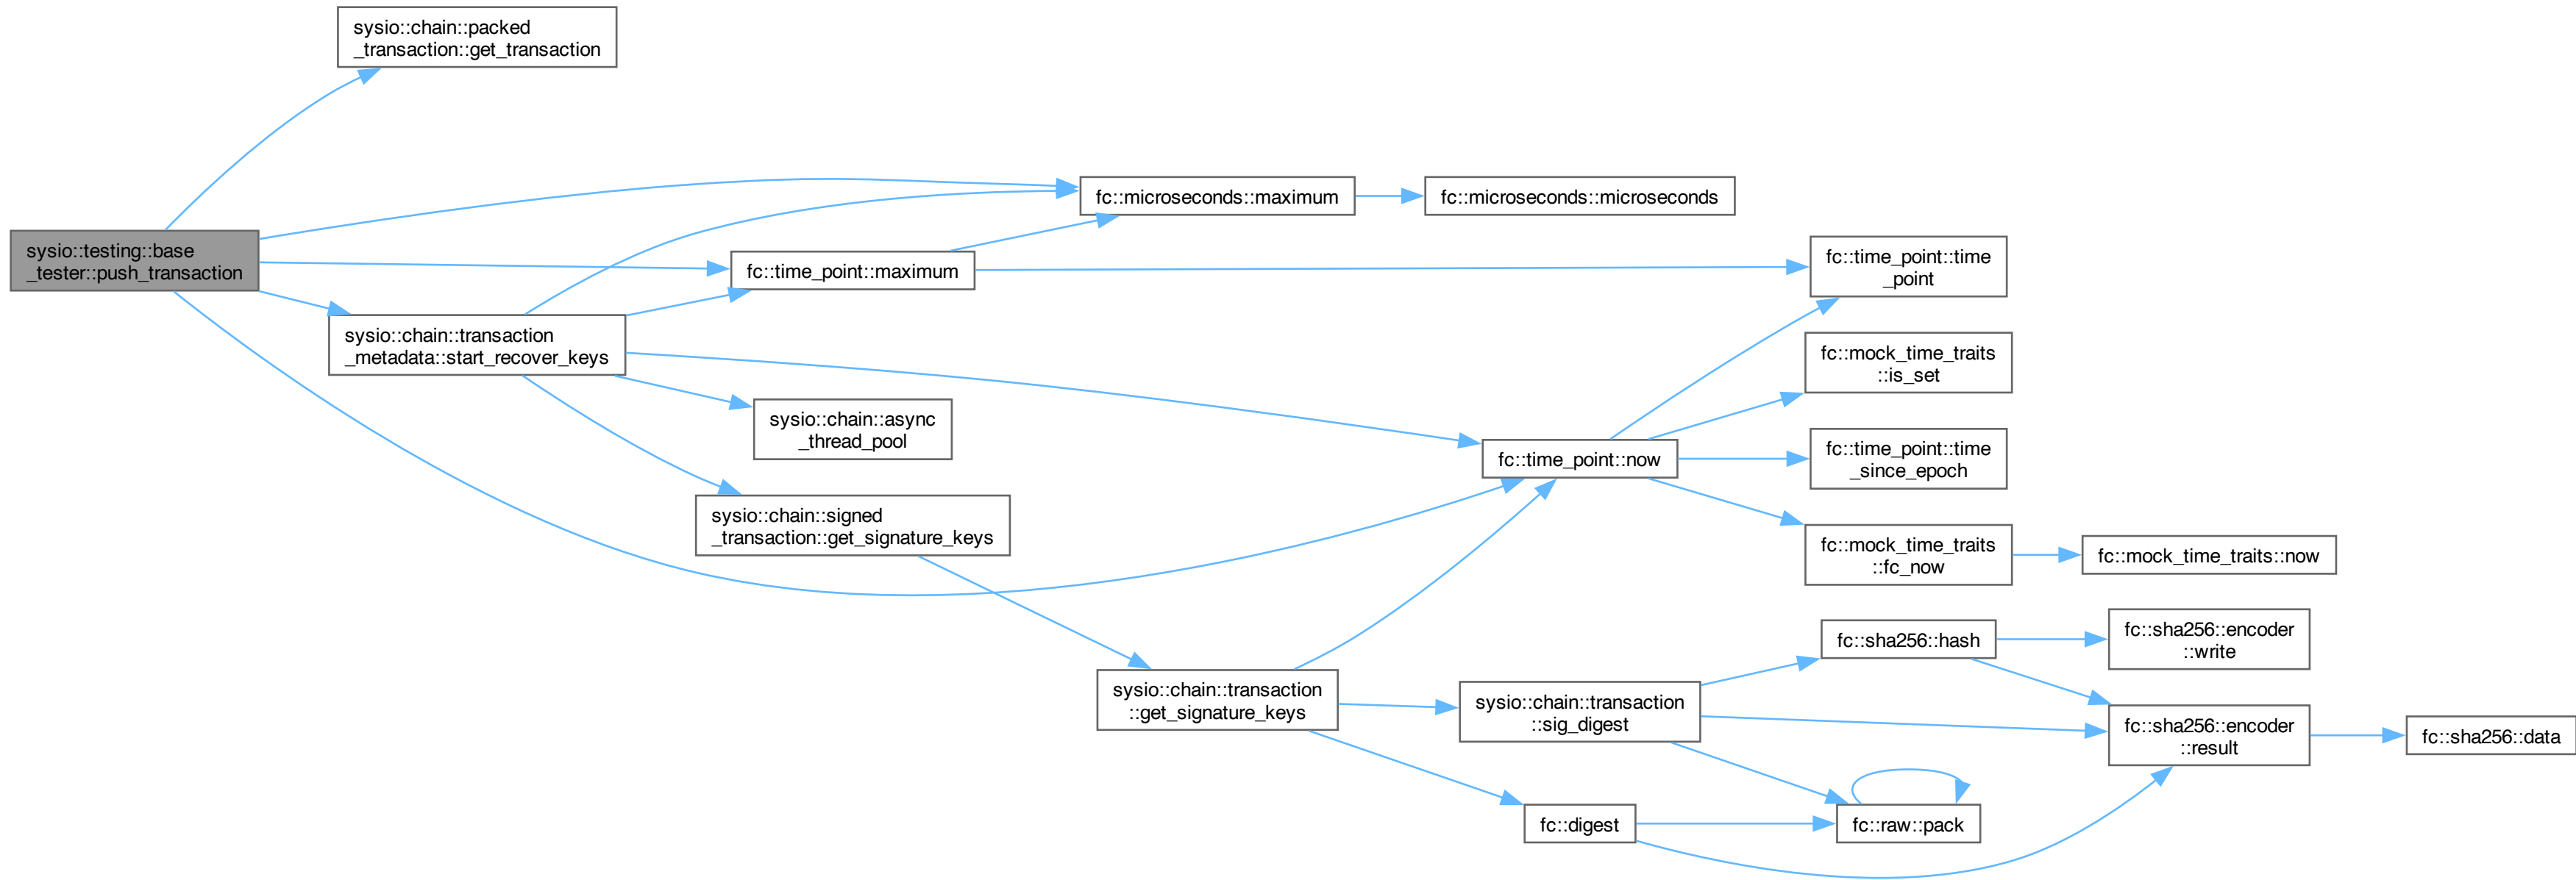 sysio::chain::packed
_transaction::get_transaction
fc::microseconds::maximum
fc::microseconds::microseconds
sysio::testing::base
_tester::push_transaction
fc::time_point::maximum
fc::time_point::time
_point
sysio::chain::transaction
_metadata::start_recover_keys
fc::mock_time_traits
::is_set
sysio::chain::async
_thread_pool
fc::time_point::now
fc::time_point::time
_since_epoch
sysio::chain::signed
_transaction::get_signature_keys
fc::mock_time_traits
::fc_now
fc::mock_time_traits::now
fc::sha256::hash
fc::sha256::encoder
::write
sysio::chain::transaction
::get_signature_keys
sysio::chain::transaction
::sig_digest
fc::sha256::encoder
::result
fc::sha256::data
fc::digest
fc::raw::pack